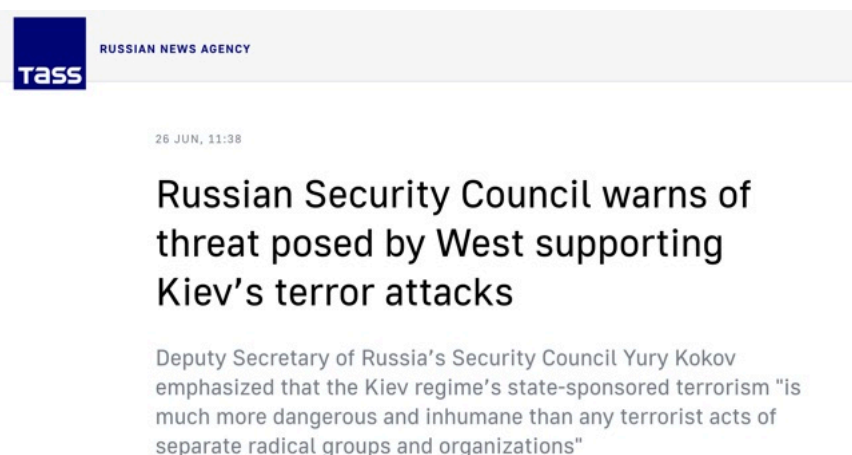 TASS
RUSSIAN NEWS AGENCY
26 JUN, 11:38
Russian Security Council warns of
threat posed by West supporting
Kiev’s terror attacks
Deputy Secretary of Russia’s Security Council Yury Kokov
emphasized that the Kiev regime’s state-sponsored terrorism "is
much more dangerous and inhumane than any terrorist acts of
separate radical groups and organizations"